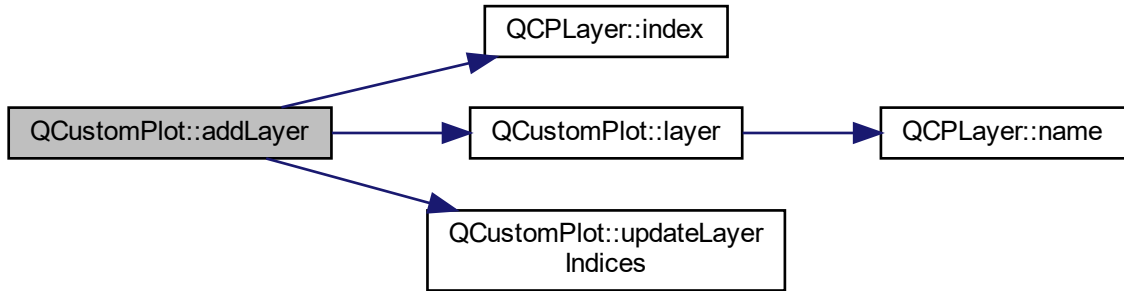 QCPLayer::index
QCustomPlot::addLayer
QCustomPlot::layer
QCPLayer::name
QCustomPlot::updateLayer
Indices